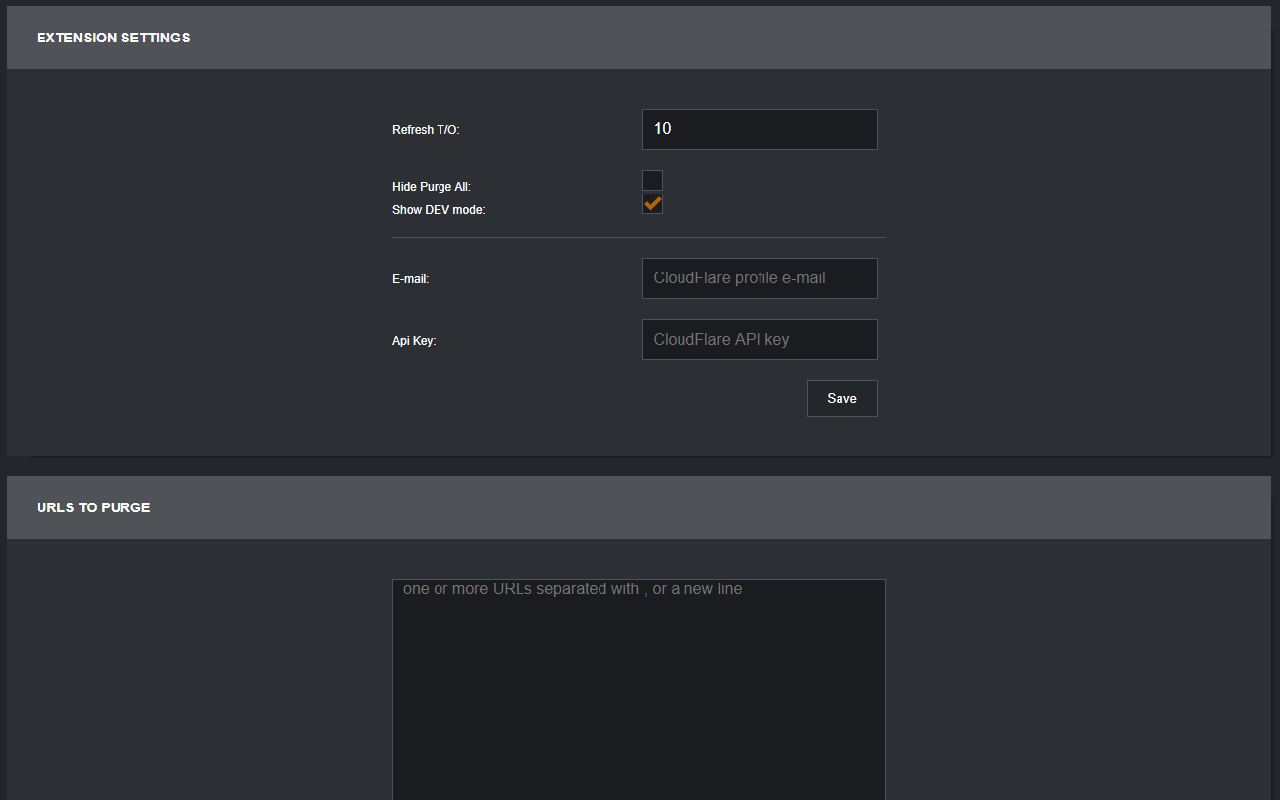 EXTENSION SETTINGS
Refresh T/O: 10
Hide Purge All:
Show DEV mode:
E-mail: CloudFlare profile e-mail
Api Key: CloudFlare API key
Save
URLS TO PURGE
one or more URLs separated with , or a new line